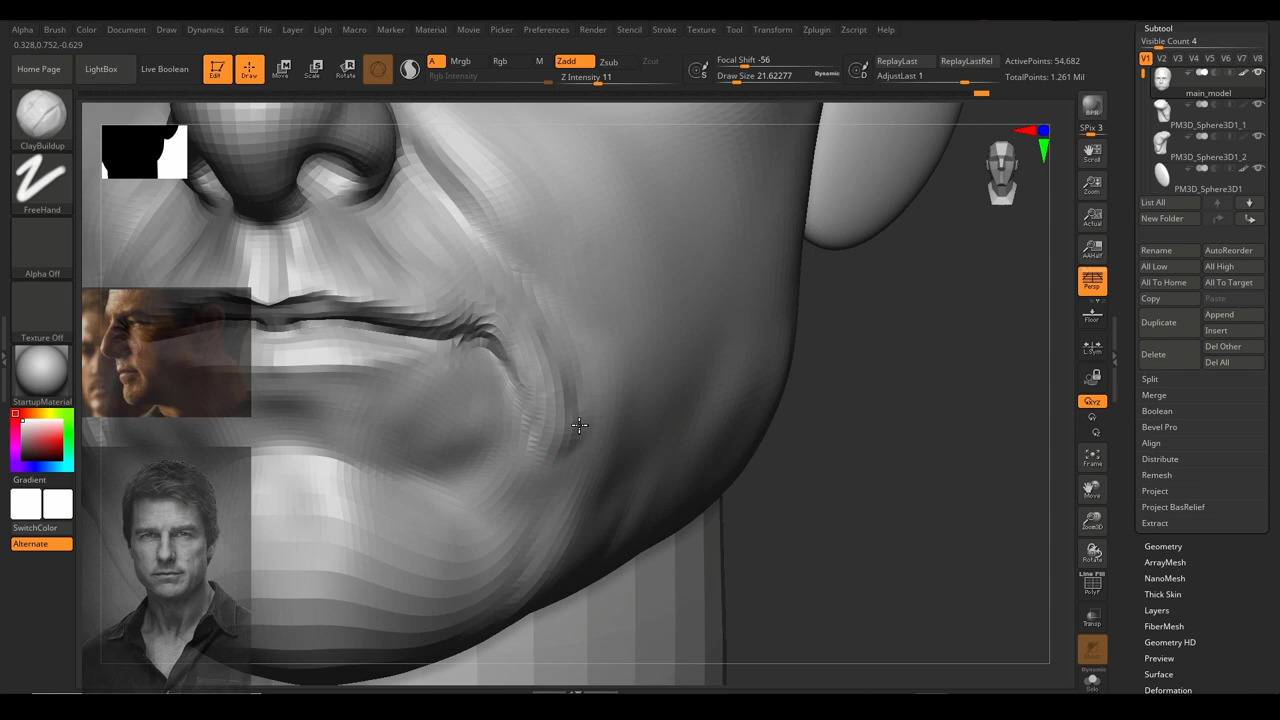 Alpha Brush Color Document Draw Dynamics Edit File Layer Light Macro Marker Material Movie Picker Preferences Render Stencil Stroke Texture Tool Transform Zplugin Zscript Help
0.328,0.752,-0.629
Home Page LightBox Live Boolean Edit Draw Move Scale Rotate
A Mrgb Rgb M Zadd Zsub Zcut
Rgb Intensity Z Intensity 11
S Focal Shift -56
Draw Size 21.62277 Dynamic
D ReplayLast ReplayLastRel
AdjustLast 1
ActivePoints: 54,682
TotalPoints: 1.261 Mil
ClayBuildup
FreeHand
Alpha Off
Texture Off
StartupMaterial
Gradient
SwitchColor
Alternate
BPR
SPix 3
Scroll
Zoom
Actual
AAHalf
Persp
Floor
L.Sym
XYZ
Frame
Move
Zoom3D
Rotate
Line Fill
PolyF
Transp
Dynamic
Solo
Subtool
Visible Count 4
V1 V2 V3 V4 V5 V6 V7 V8
main_model
PM3D_Sphere3D1_1
PM3D_Sphere3D1_2
PM3D_Sphere3D1
List All
New Folder
Rename AutoReorder
All Low All High
All To Home All To Target
Copy Paste
Duplicate Append
Insert
Delete Del Other
Del All
Split
Merge
Boolean
Bevel Pro
Align
Distribute
Remesh
Project
Project BasRelief
Extract
Geometry
ArrayMesh
NanoMesh
Thick Skin
Layers
FiberMesh
Geometry HD
Preview
Surface
Deformation